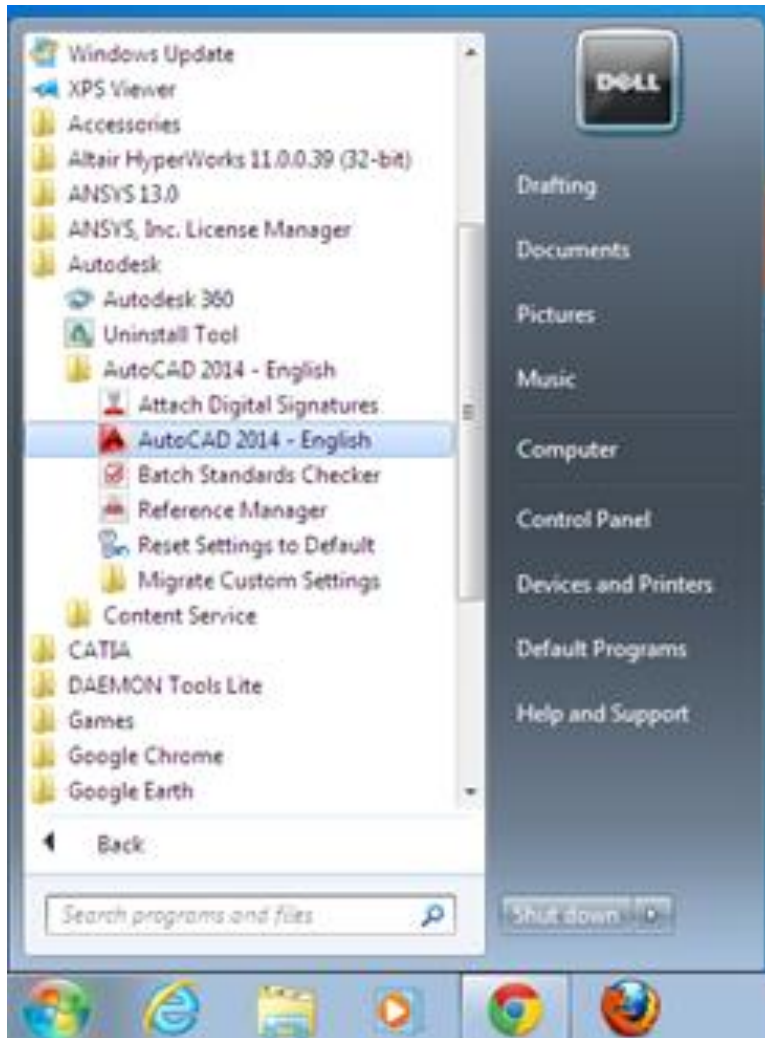 Windows Update
XPS Viewer
Accessories
Altair HyperWorks 11.0.0.39 (32-bit)
ANSYS 13.0
ANSYS, Inc. License Manager
Autodesk
Autodesk 360
Uninstall Tool
AutoCAD 2014 - English
Attach Digital Signatures
AutoCAD 2014 - English
Batch Standards Checker
Reference Manager
Reset Settings to Default
Migrate Custom Settings
Content Service
CATIA
DAEMON Tools Lite
Games
Google Chrome
Google Earth
Back
Search programs and files
DELL
Drafting
Documents
Pictures
Music
Computer
Control Panel
Devices and Printers
Default Programs
Help and Support
Shut down